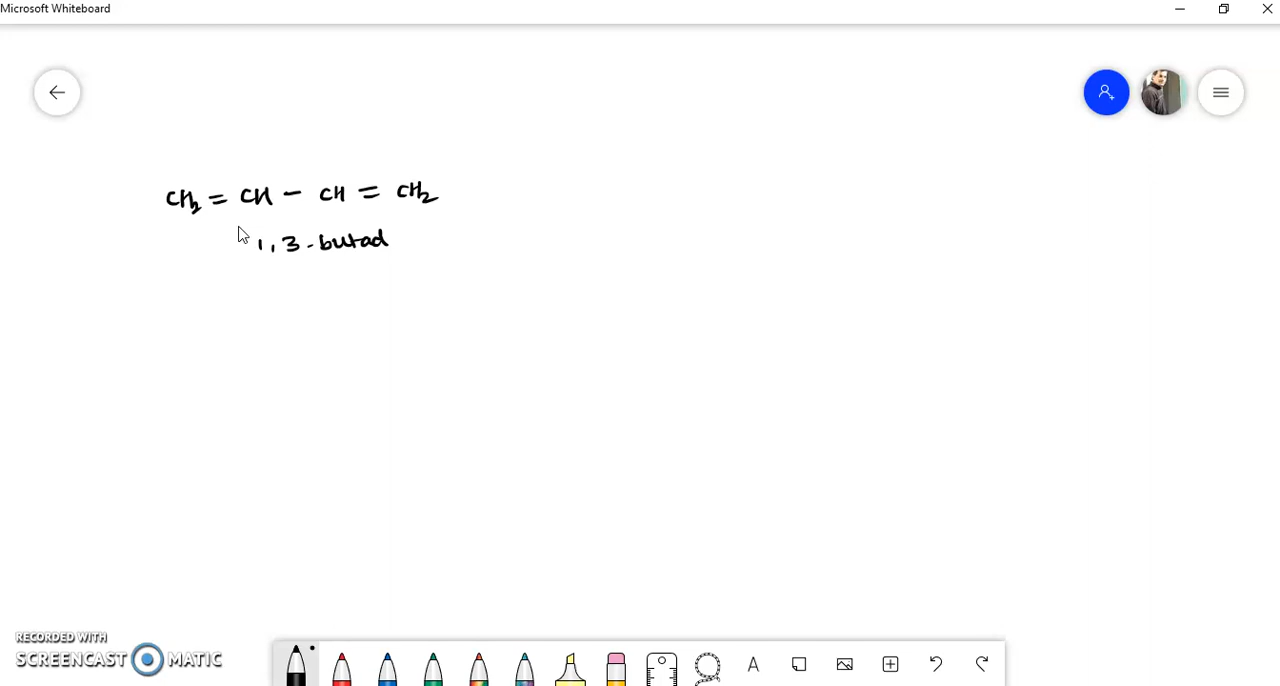 Microsoft Whiteboard
CH2 = CH - CH = CH2
1,3-butad
A
RECORDED WITH
SCREENCAST MATIC